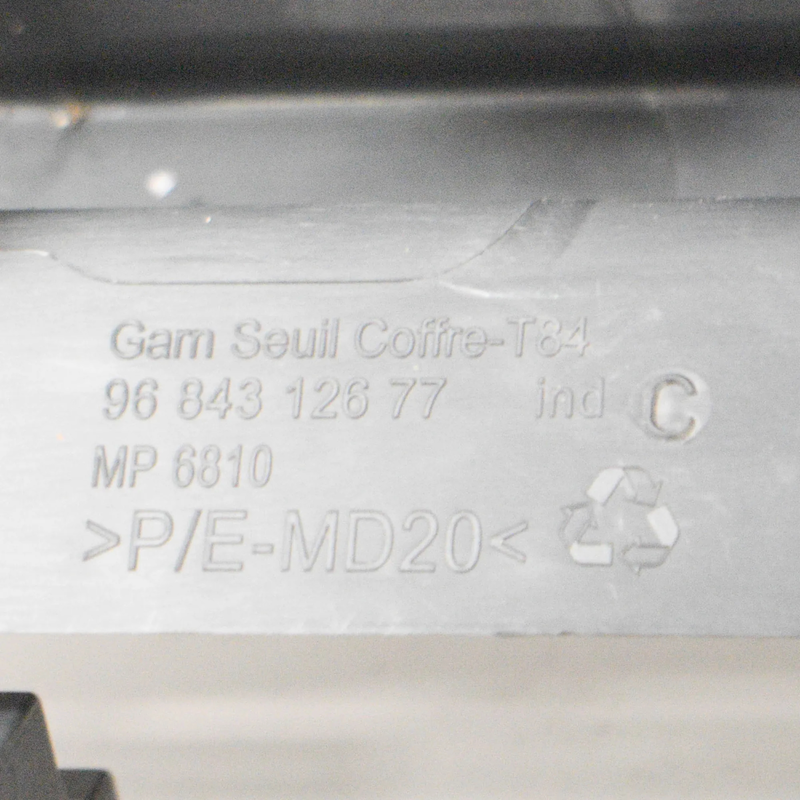 Garn Seuil Coffre-T84
96 843 126 77 ind C
MP 6810
>P/E-MD20<